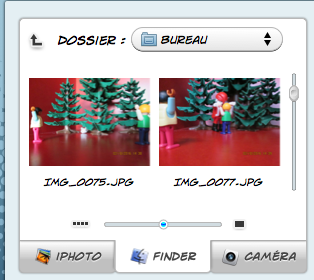 DOSSIER : BUREAU
IMG_0075.JPG IMG_0077.JPG
IPHOTO FINDER CAMÉRA